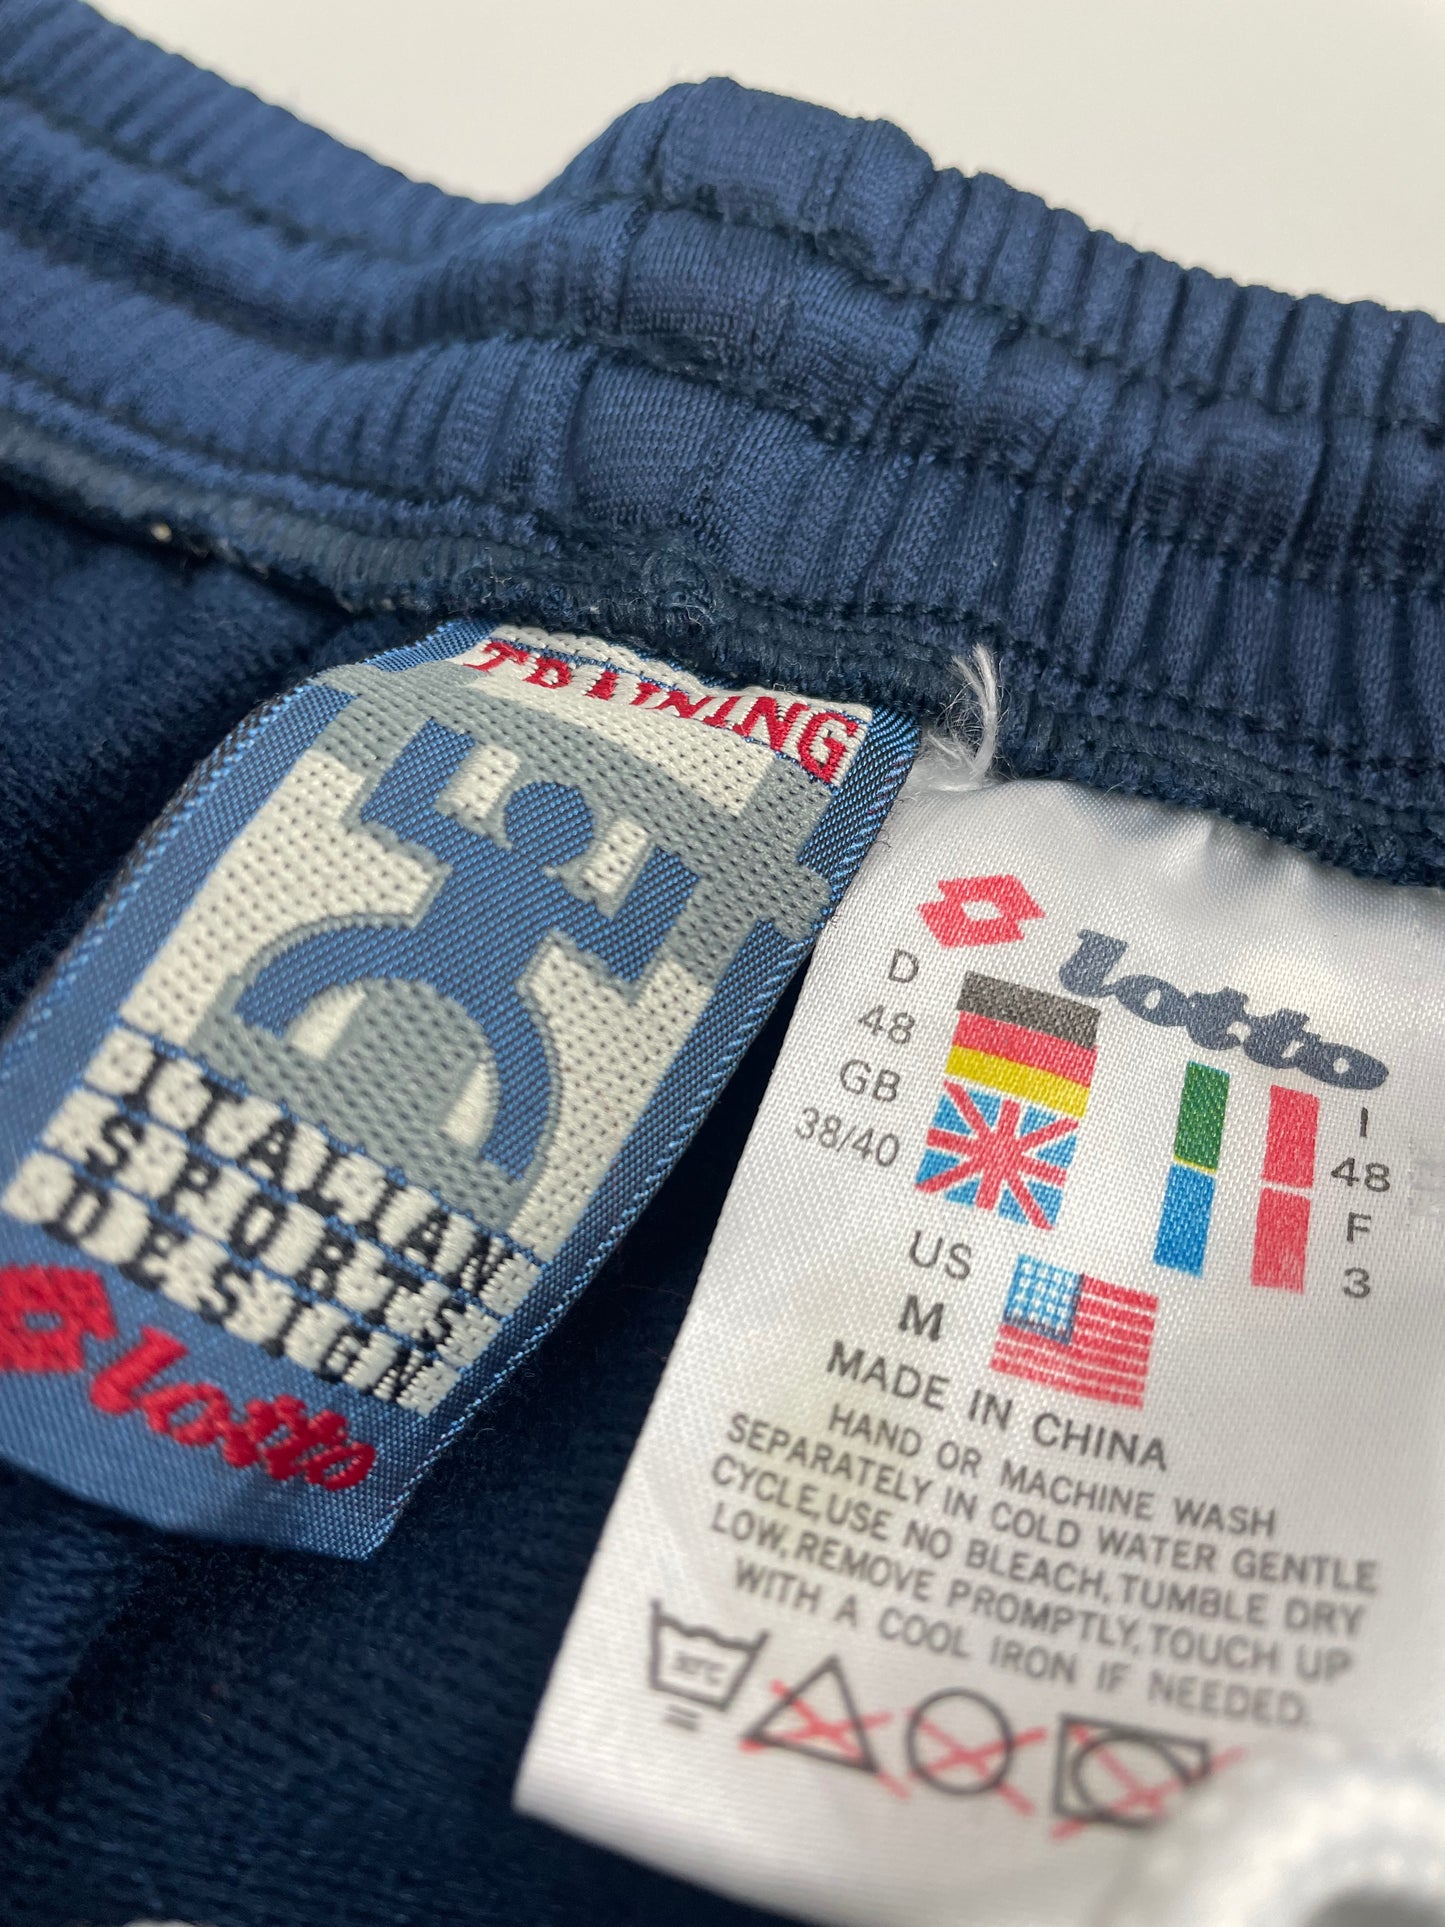 TRAINING
ITALIAN
SPORTS
DESIGN
lotto
lotto
D
48
GB
38/40
I
48
F
3
US
M
MADE IN CHINA
HAND OR MACHINE WASH
SEPARATELY IN COLD WATER GENTLE
CYCLE,USE NO BLEACH,TUMBLE DRY
LOW,REMOVE PROMPTLY,TOUCH UP
WITH A COOL IRON IF NEEDED.
30°C